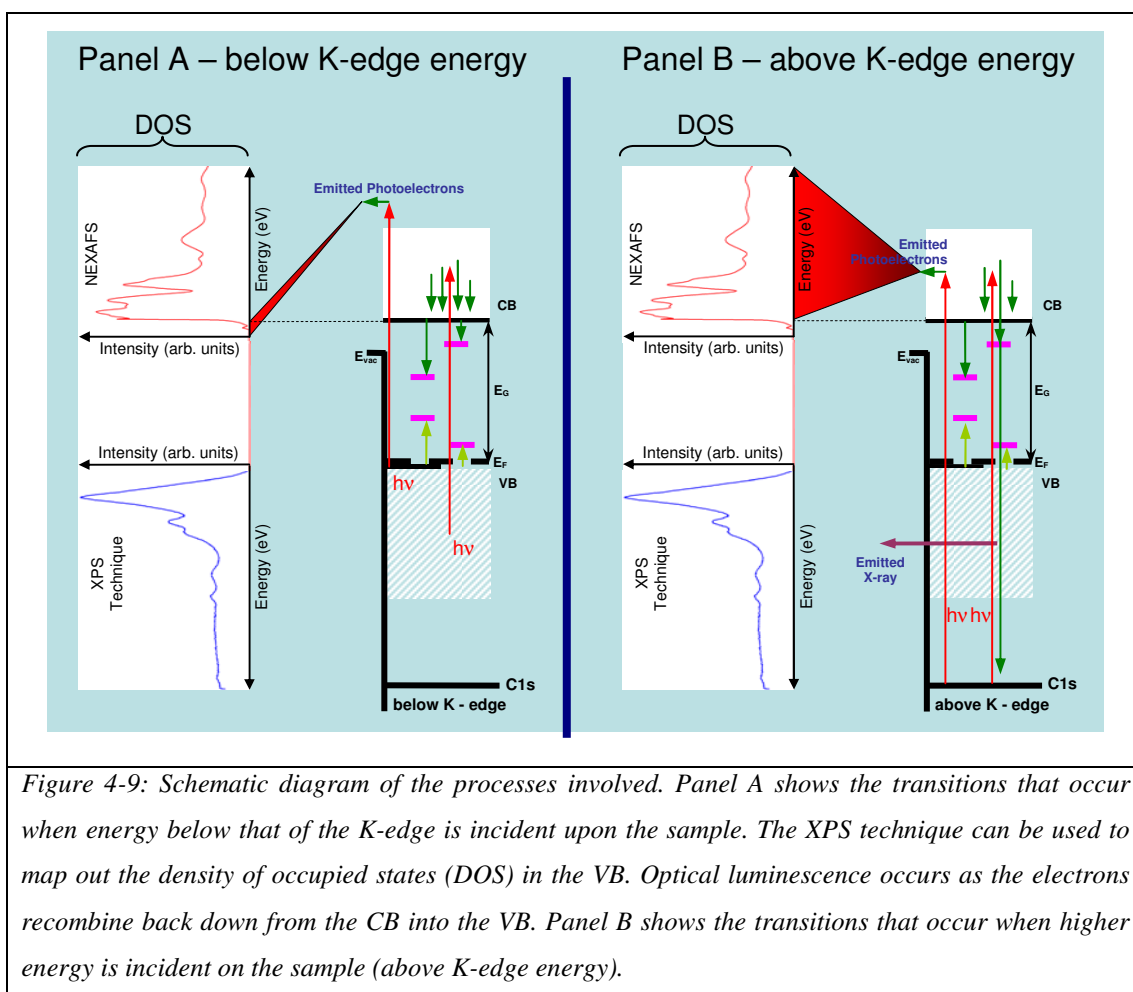 Panel A – below K-edge energy
DOS
NEXAFS
Energy (eV)
Intensity (arb. units)
Intensity (arb. units)
XPS
Technique
Energy (eV)
Emitted Photoelectrons
CB
Evac
EG
EF
VB
hν
hν
C1s
below K - edge
Panel B – above K-edge energy
DOS
NEXAFS
Energy (eV)
Intensity (arb. units)
Intensity (arb. units)
XPS
Technique
Energy (eV)
Emitted
Photoelectrons
CB
Evac
EG
EF
VB
Emitted
X-ray
hν hν
C1s
above K - edge
Figure 4-9: Schematic diagram of the processes involved. Panel A shows the transitions that occur
when energy below that of the K-edge is incident upon the sample. The XPS technique can be used to
map out the density of occupied states (DOS) in the VB. Optical luminescence occurs as the electrons
recombine back down from the CB into the VB. Panel B shows the transitions that occur when higher
energy is incident on the sample (above K-edge energy).